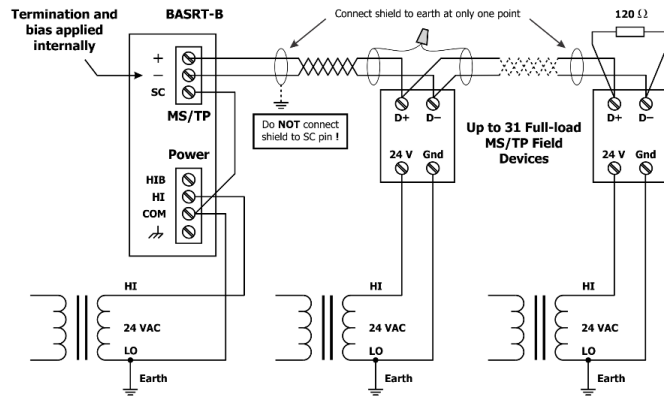 Termination and
bias applied
internally
BASRT-B
Connect shield to earth at only one point
120 Ω
+
−
SC
MS/TP
Do NOT connect
shield to SC pin !
D+ D−
Up to 31 Full-load
MS/TP Field
Devices
D+ D−
Power
24 V Gnd
24 V Gnd
HIB
HI
COM
HI
24 VAC
LO
Earth
HI
24 VAC
LO
Earth
HI
24 VAC
LO
Earth